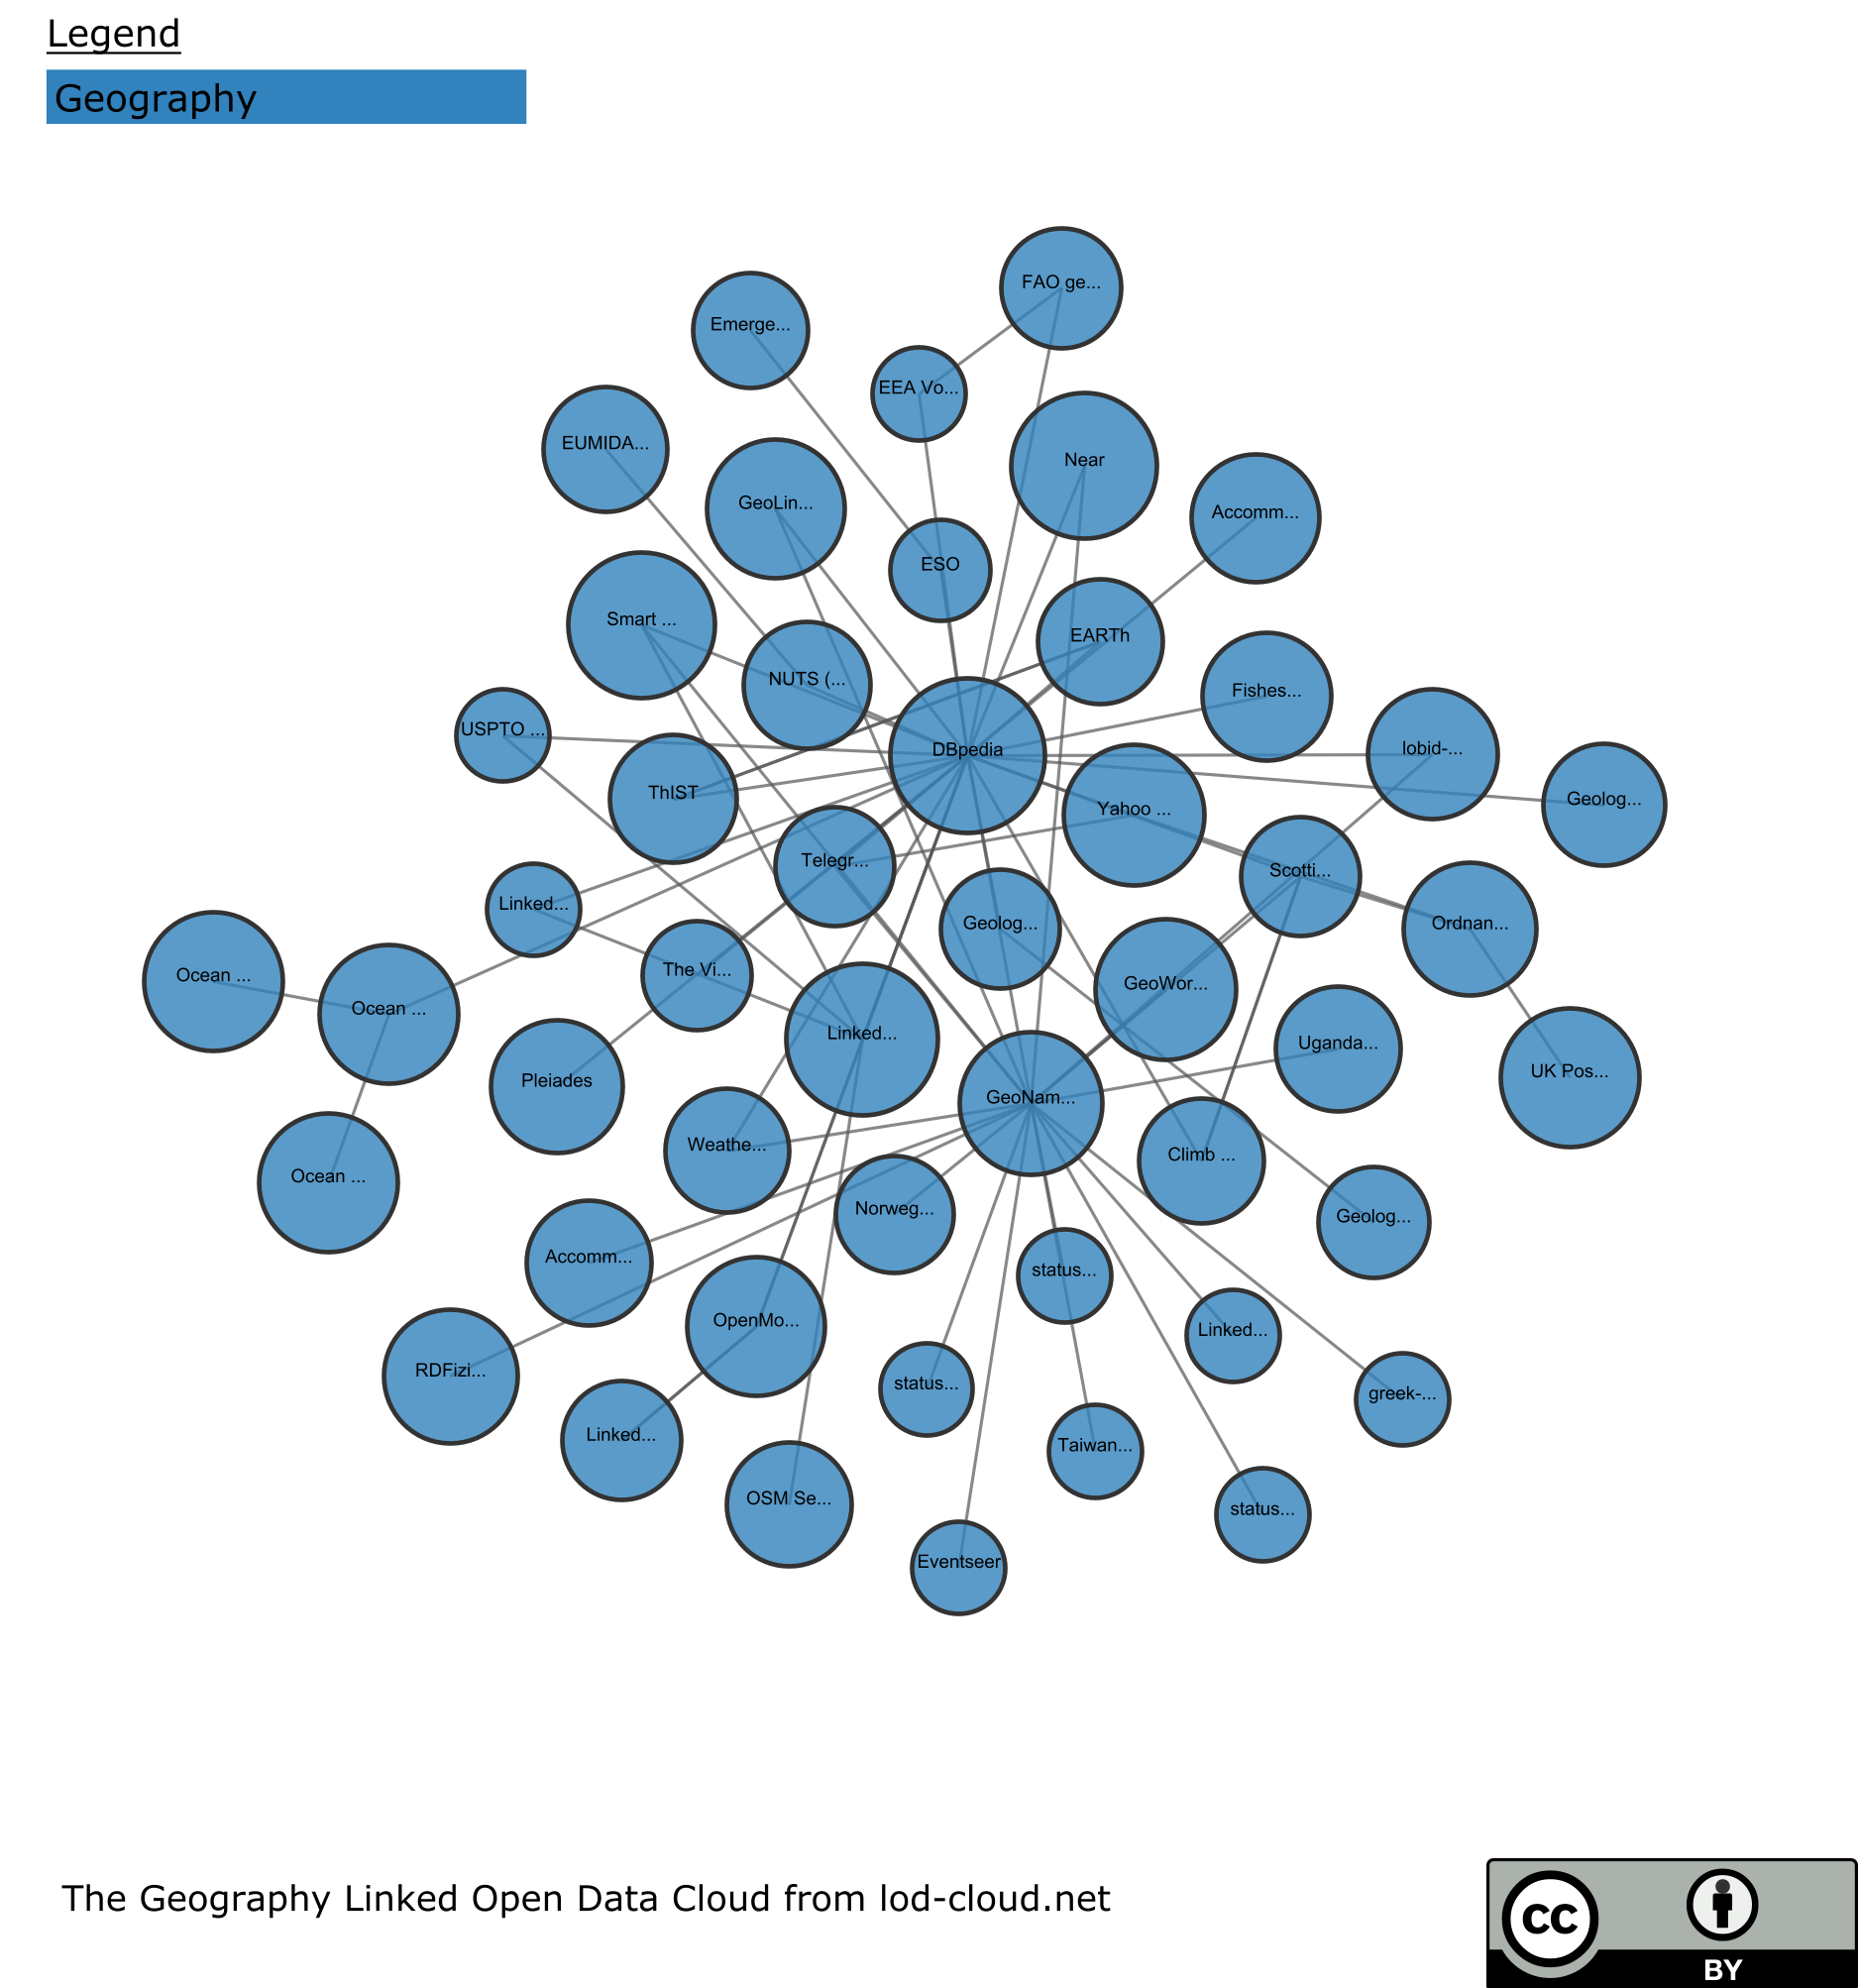 Legend
Geography
FAO ge...
Emerge...
EEA Vo...
EUMIDA...
Near
GeoLin...
Accomm...
ESO
Smart ...
EARTh
NUTS (...
Fishes...
USPTO ...
DBpedia
lobid-...
ThIST
Geolog...
Yahoo ...
Telegr...
Scotti...
Linked...
Geolog...
Ordnan...
Ocean ...
The Vi...
GeoWor...
Ocean ...
Linked...
Uganda...
Pleiades
UK Pos...
GeoNam...
Weathe...
Climb ...
Ocean ...
Norweg...
Geolog...
Accomm...
status...
OpenMo...
Linked...
RDFizi...
status...
greek-...
Linked...
Taiwan...
OSM Se...
status...
Eventseer
The Geography Linked Open Data Cloud from lod-cloud.net
cc
BY